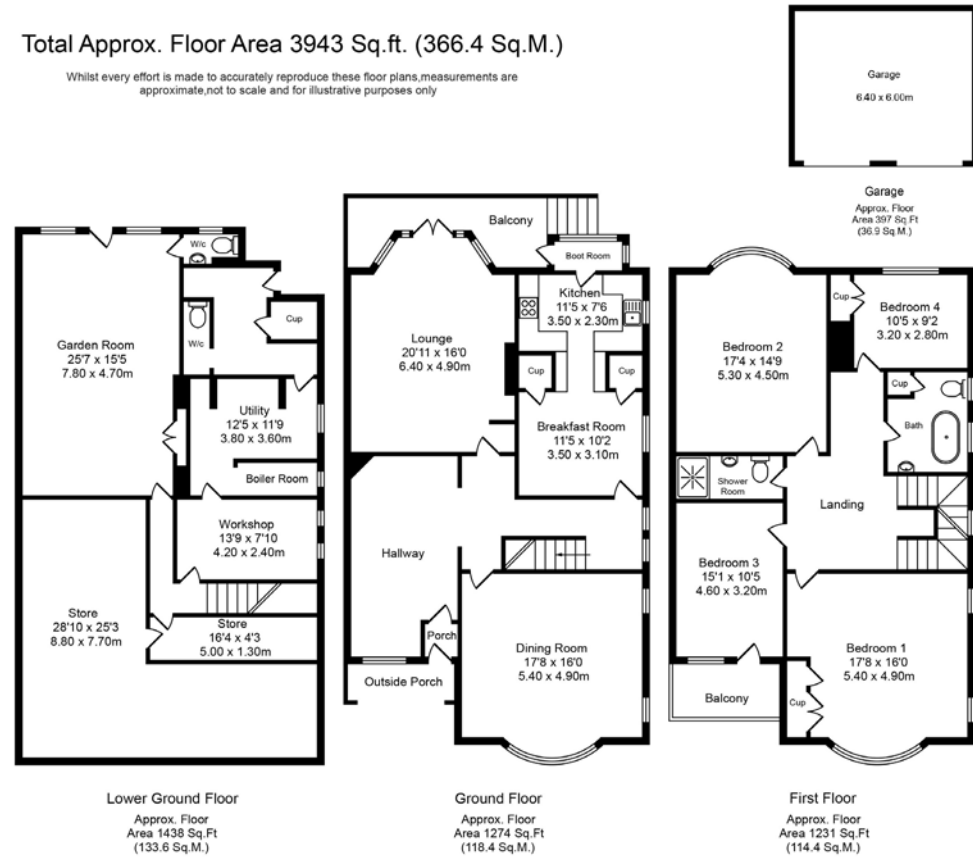 Total Approx. Floor Area 3943 Sq.ft. (366.4 Sq.M.)
Whilst every effort is made to accurately reproduce these floor plans,measurements are
approximate,not to scale and for illustrative purposes only
Garage
6.40 x 6.00m
Garage
Approx. Floor
Area 397 Sq.Ft
(36.9 Sq.M.)
W/c
Cup
W/c
Garden Room
25'7 x 15'5
7.80 x 4.70m
Utility
12'5 x 11'9
3.80 x 3.60m
Boiler Room
Workshop
13'9 x 7'10
4.20 x 2.40m
Store
28'10 x 25'3
8.80 x 7.70m
Store
16'4 x 4'3
5.00 x 1.30m
Lower Ground Floor
Approx. Floor
Area 1438 Sq.Ft
(133.6 Sq.M.)
Balcony
Boot Room
Kitchen
11'5 x 7'6
3.50 x 2.30m
Lounge
20'11 x 16'0
6.40 x 4.90m
Cup
Cup
Breakfast Room
11'5 x 10'2
3.50 x 3.10m
Hallway
Porch
Outside Porch
Dining Room
17'8 x 16'0
5.40 x 4.90m
Ground Floor
Approx. Floor
Area 1274 Sq.Ft
(118.4 Sq.M.)
Cup
Bedroom 4
10'5 x 9'2
3.20 x 2.80m
Bedroom 2
17'4 x 14'9
5.30 x 4.50m
Cup
Bath
Shower
Room
Landing
Bedroom 3
15'1 x 10'5
4.60 x 3.20m
Bedroom 1
17'8 x 16'0
5.40 x 4.90m
Cup
Balcony
First Floor
Approx. Floor
Area 1231 Sq.Ft
(114.4 Sq.M.)